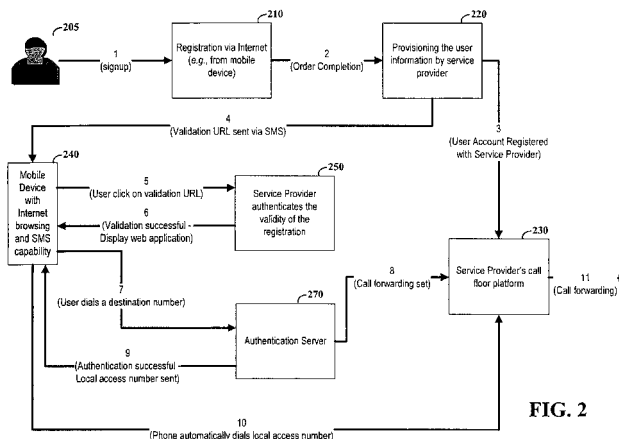 205
210
220
1
(signup)
Registration via Internet
(e.g., from mobile
device)
2
(Order Completion)
Provisioning the user
information by service
provider
4
(Validation URL sent via SMS)
3
(User Account Registered
with Service Provider)
240
Mobile
Device
with
Internet
browsing
and SMS
capability
5
(User click on validation URL)
6
(Validation successful -
Display web application)
250
Service Provider
authenticates the
validity of the
registration
230
Service Provider's call
floor platform
7
(User dials a destination number)
270
Authentication Server
8
(Call forwarding set)
11
(Call forwarding)
9
(Authentication successful
Local access number sent)
10
(Phone automatically dials local access number)
FIG. 2